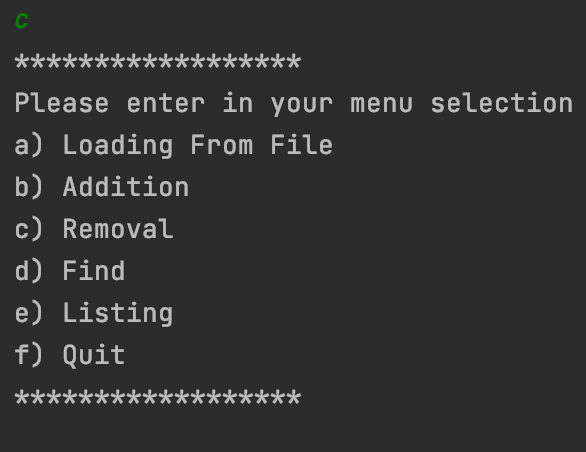 c
******************
Please enter in your menu selection
a) Loading From File
b) Addition
c) Removal
d) Find
e) Listing
f) Quit
******************